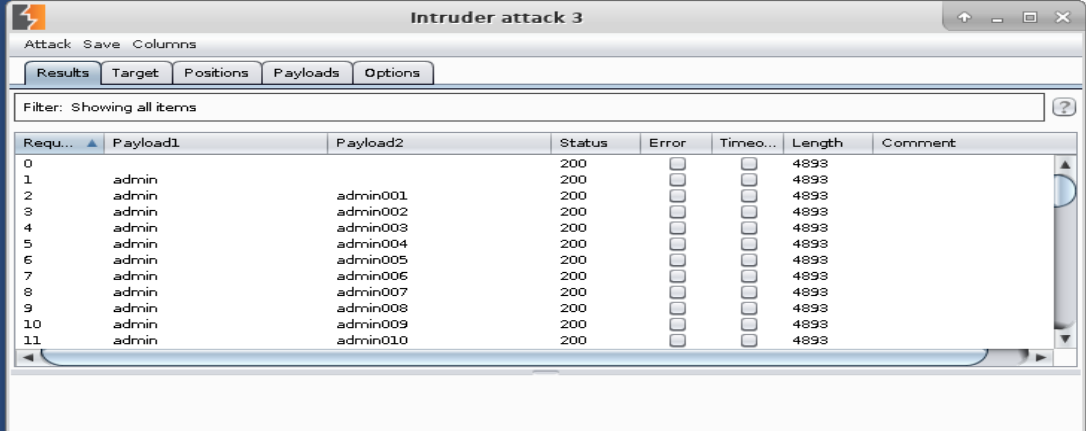 Intruder attack 3
Attack Save Columns
Results Target Positions Payloads Options
Filter: Showing all items ?
Requ... Payload1 Payload2 Status Error Timeo... Length Comment
0 200 4893
1 admin 200 4893
2 admin admin001 200 4893
3 admin admin002 200 4893
4 admin admin003 200 4893
5 admin admin004 200 4893
6 admin admin005 200 4893
7 admin admin006 200 4893
8 admin admin007 200 4893
9 admin admin008 200 4893
10 admin admin009 200 4893
11 admin admin010 200 4893